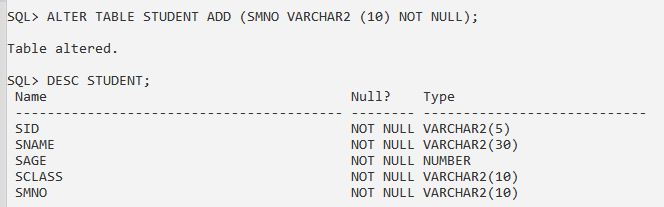 SQL> ALTER TABLE STUDENT ADD (SMNO VARCHAR2 (10) NOT NULL);
Table altered.
SQL> DESC STUDENT;
Name Null? Type
----------------------------------------- -------- ----------------------------
SID NOT NULL VARCHAR2(5)
SNAME NOT NULL VARCHAR2(30)
SAGE NOT NULL NUMBER
SCLASS NOT NULL VARCHAR2(10)
SMNO NOT NULL VARCHAR2(10)